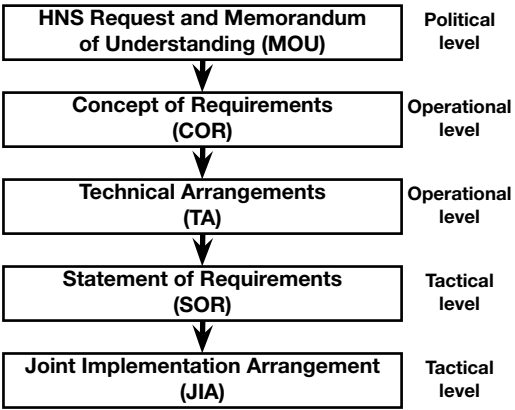 HNS Request and Memorandum
of Understanding (MOU)
Political
level
Concept of Requirements
(COR)
Operational
level
Technical Arrangements
(TA)
Operational
level
Statement of Requirements
(SOR)
Tactical
level
Joint Implementation Arrangement
(JIA)
Tactical
level